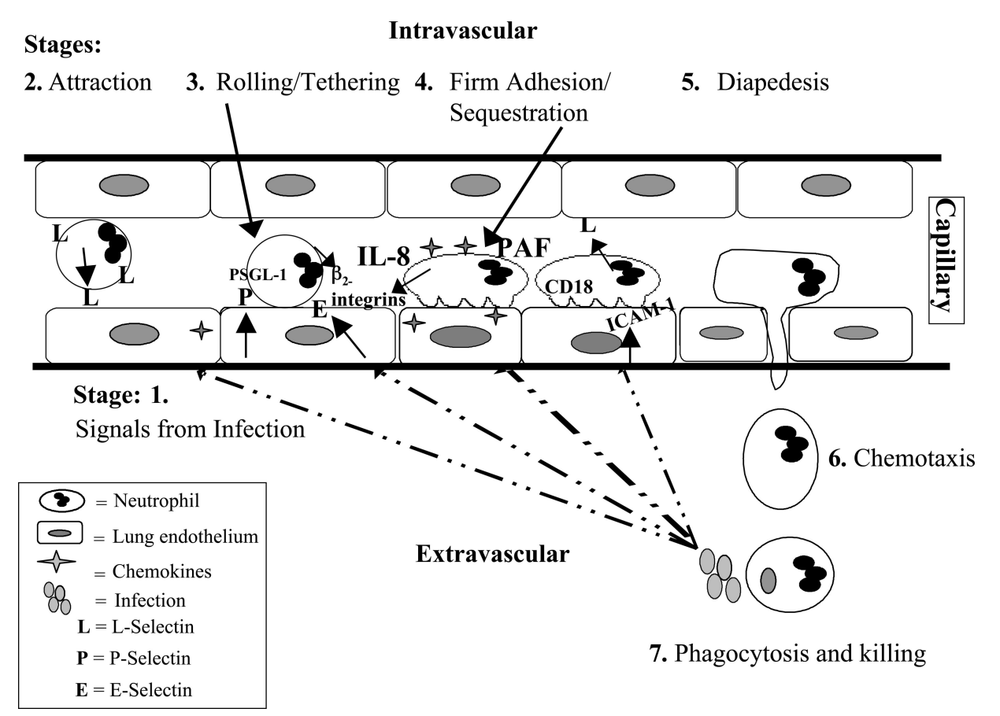 Intravascular
Stages:
2. Attraction
3. Rolling/Tethering
4. Firm Adhesion/
Sequestration
5. Diapedesis
Capillary
L
L
L
PSGL-1
P
β2-
integrins
E
IL-8
PAF
L
CD18
ICAM-1
Stage: 1.
Signals from Infection
6. Chemotaxis
Extravascular
7. Phagocytosis and killing
= Neutrophil
= Lung endothelium
= Chemokines
= Infection
L = L-Selectin
P = P-Selectin
E = E-Selectin